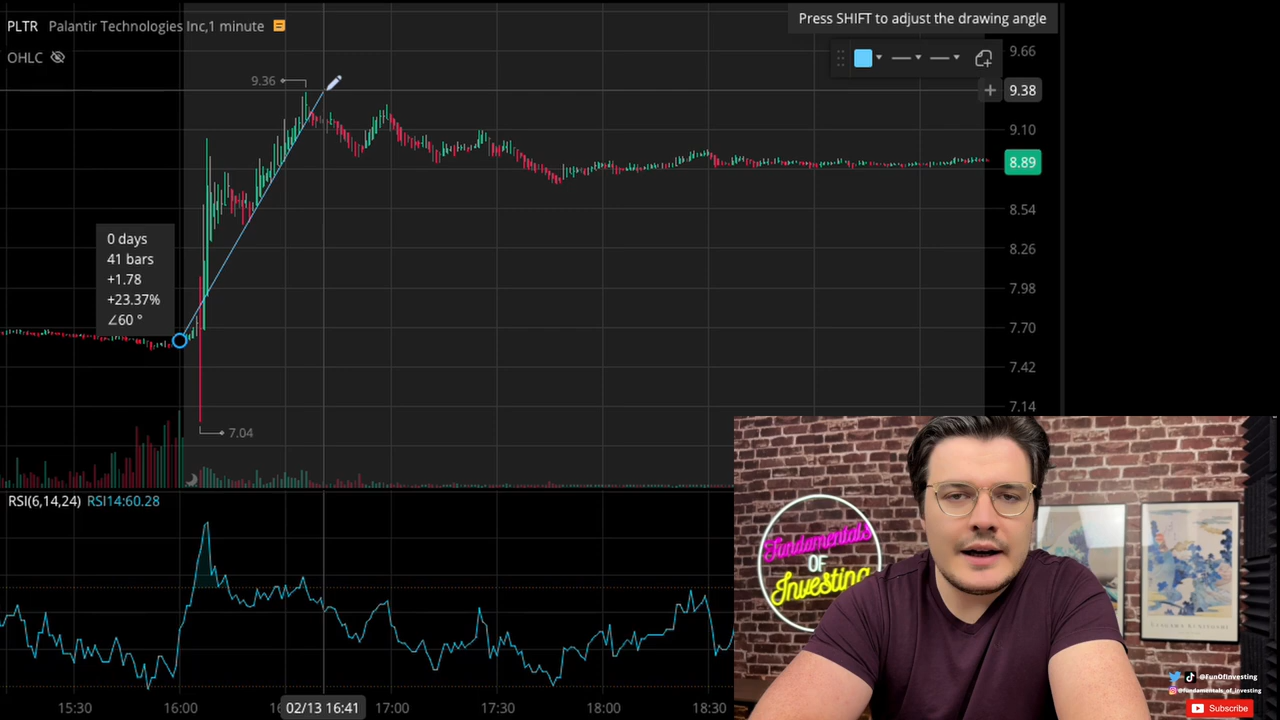 PLTR Palantir Technologies Inc,1 minute
OHLC
Press SHIFT to adjust the drawing angle
9.66
9.38
9.10
8.89
8.54
8.26
7.98
7.70
7.42
7.14
9.36
0 days
41 bars
+1.78
+23.37%
∠60 °
7.04
RSI(6,14,24) RSI14:60.28
15:30
16:00
02/13 16:41
17:00
17:30
18:00
18:30
Fundamentals
OF
Investing
@FunOfInvesting
@fundamentals_of_investing
Subscribe